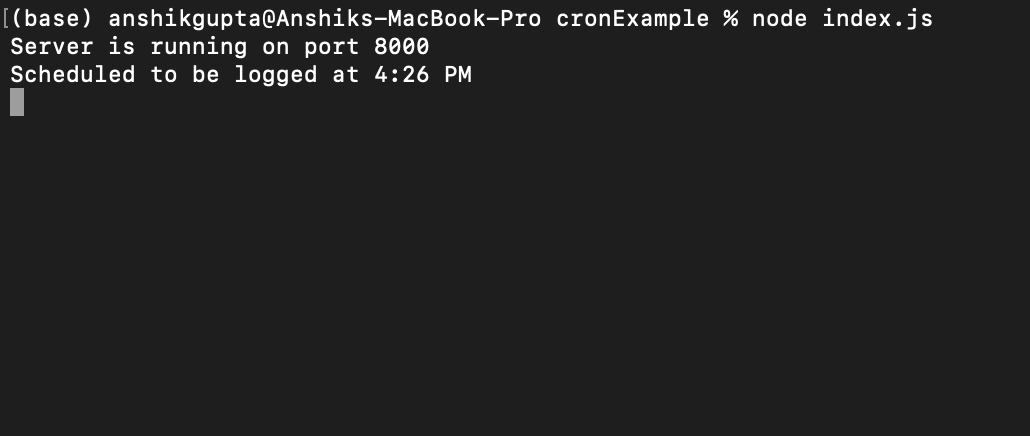 [(base) anshikgupta@Anshiks-MacBook-Pro cronExample % node index.js
Server is running on port 8000
Scheduled to be logged at 4:26 PM